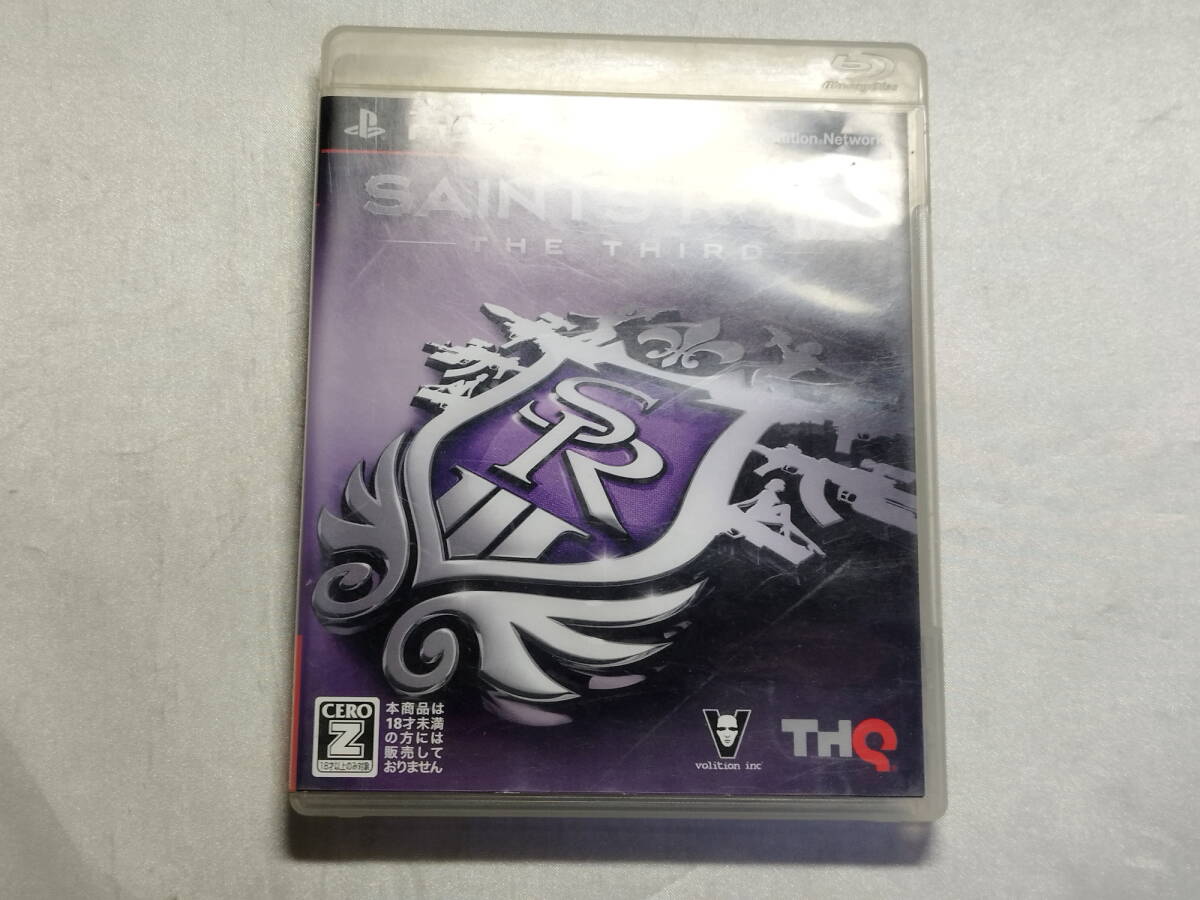 Blu-ray Disc
Network
SAINTS
THE THIRD
SR
III
CERO
Z
18才以上のみ対象
本商品は
18才未満
の方には
販売して
おりません
V
volition inc
THQ